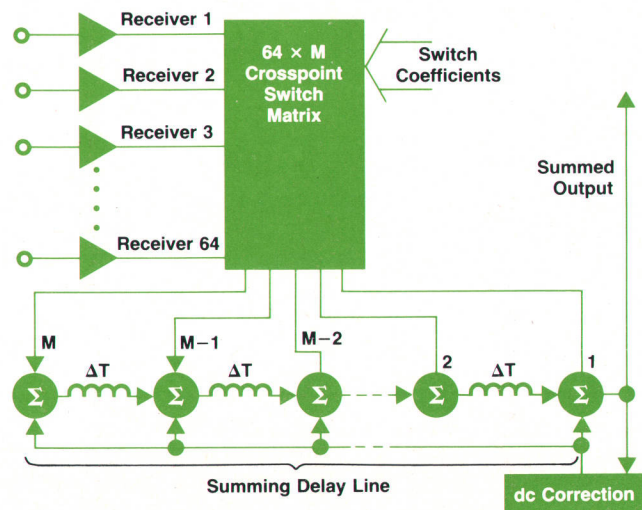 Receiver 1
Receiver 2
Receiver 3
Receiver 64
64 × M
Crosspoint
Switch
Matrix
Switch
Coefficients
Summed
Output
M
M−1
M−2
2
1
ΔT
ΔT
ΔT
Σ
Σ
Σ
Σ
Σ
Summing Delay Line
dc Correction